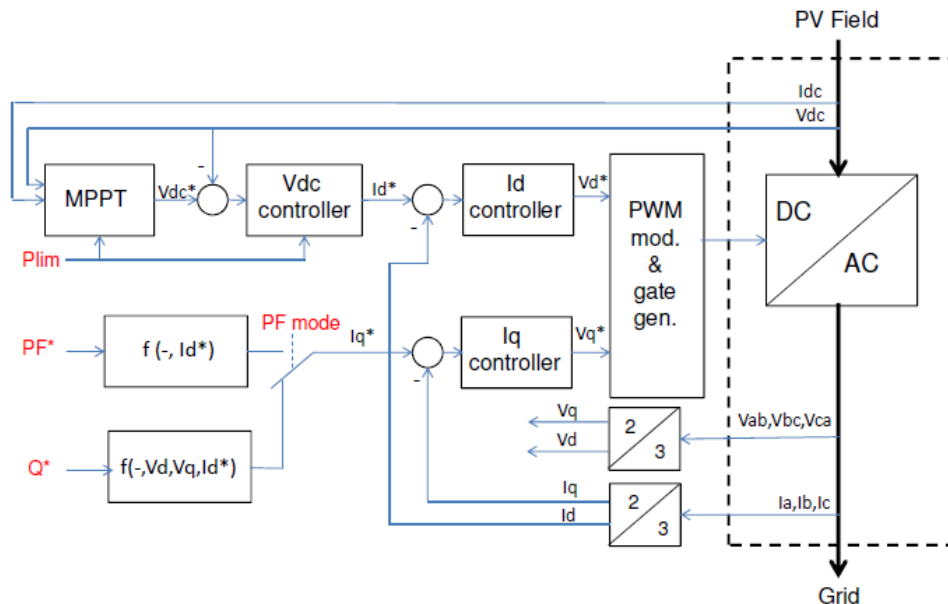 PV Field
Idc
Vdc
MPPT
Vdc*
-
Vdc
controller
Id*
-
Id
controller
Vd*
PWM
mod.
&
gate
gen.
DC
AC
Plim
PF*
f (-, Id*)
PF mode
Iq*
-
Iq
controller
Vq*
Q*
f(-,Vd,Vq,Id*)
Vq
Vd
2
3
Vab,Vbc,Vca
Iq
Id
2
3
Ia,Ib,Ic
Grid